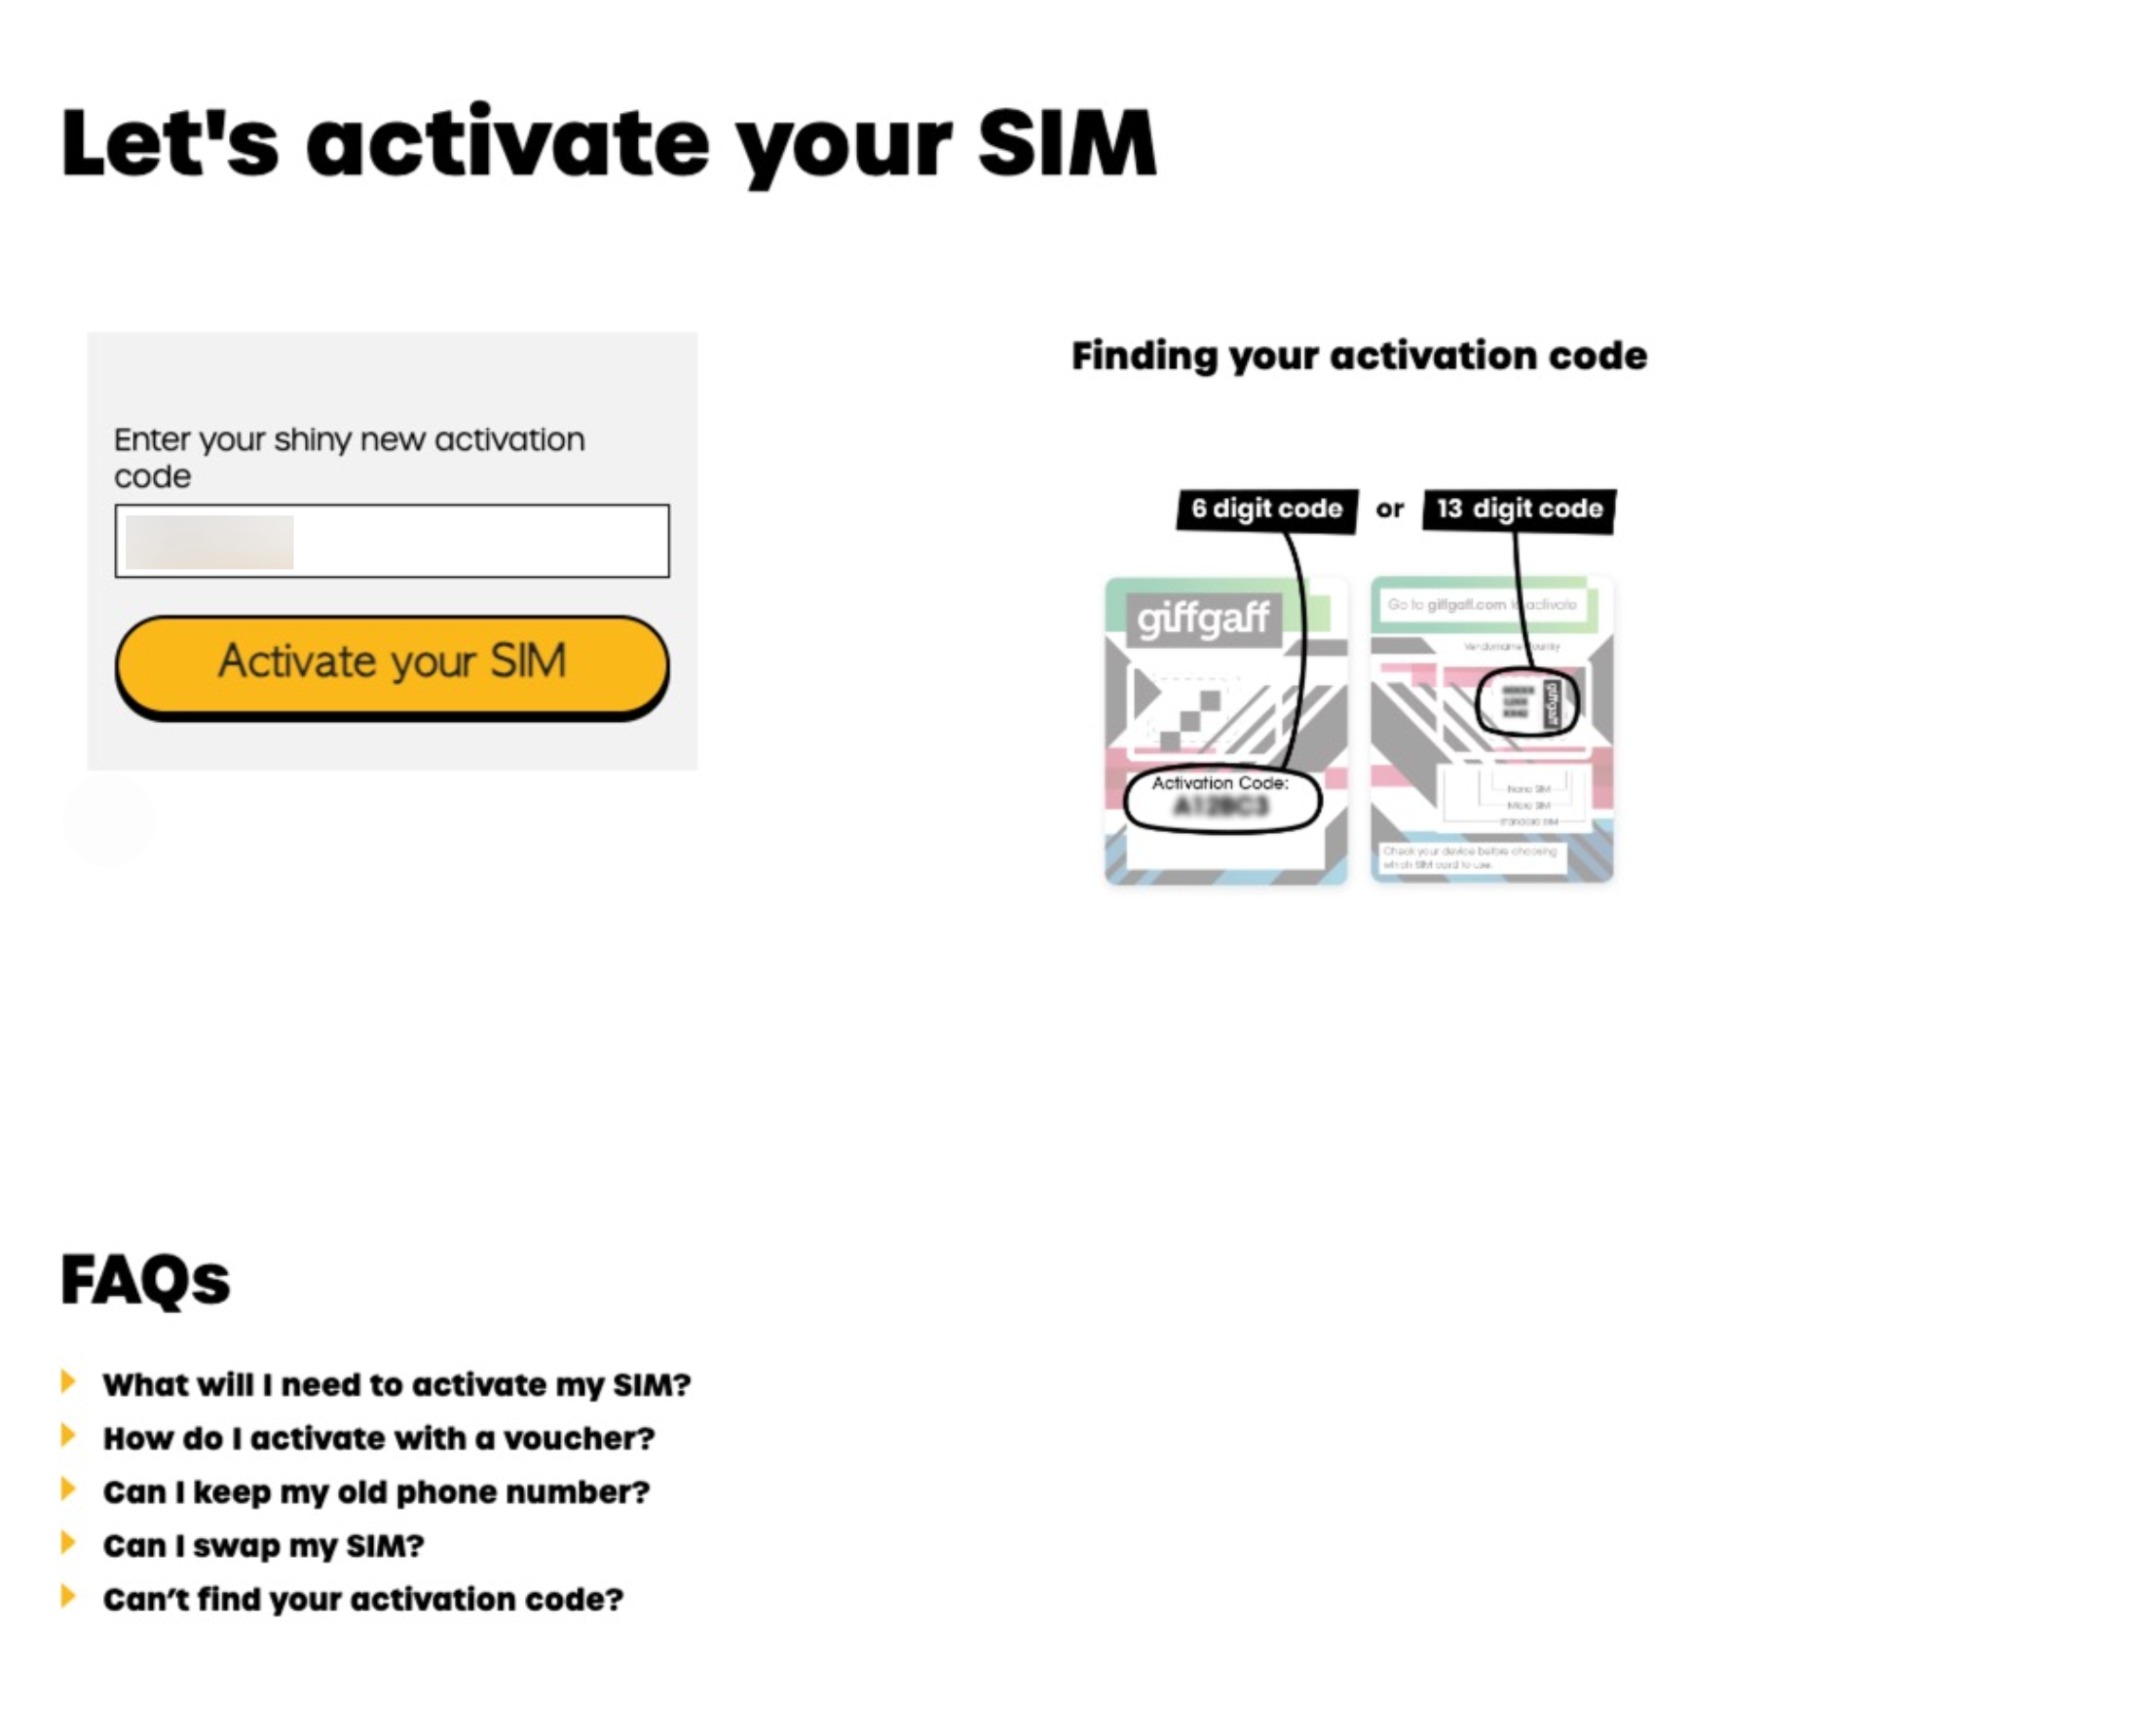 Let's activate your SIM
Enter your shiny new activation
code
Activate your SIM
Finding your activation code
6 digit code or 13 digit code
giffgaff
Activation Code:
A12BC3
Go to giffgaff.com to activate
giffgaff
Nano SIM
Micro SIM
Standard SIM
Check your device before choosing
which SIM card to use.
FAQs
What will I need to activate my SIM?
How do I activate with a voucher?
Can I keep my old phone number?
Can I swap my SIM?
Can’t find your activation code?